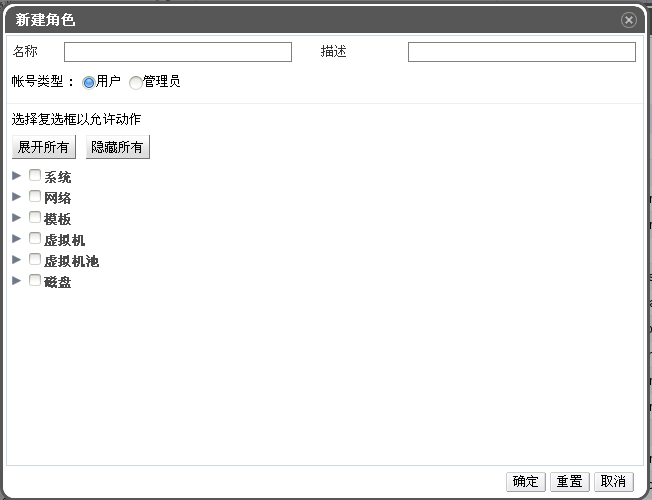 新建角色
名称 描述
帐号类型： 用户 管理员
选择复选框以允许动作
展开所有 隐藏所有
系统
网络
模板
虚拟机
虚拟机池
磁盘
确定 重置 取消